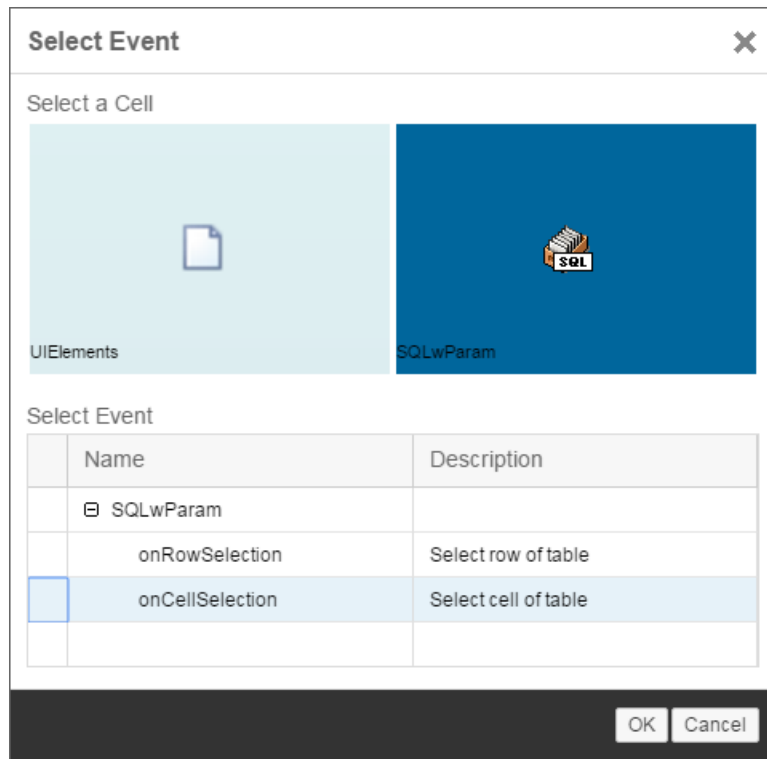 Select Event
Select a Cell
SQL
UIElements
SQLwParam
Select Event
Name Description
SQLwParam
onRowSelection Select row of table
onCellSelection Select cell of table
OK Cancel